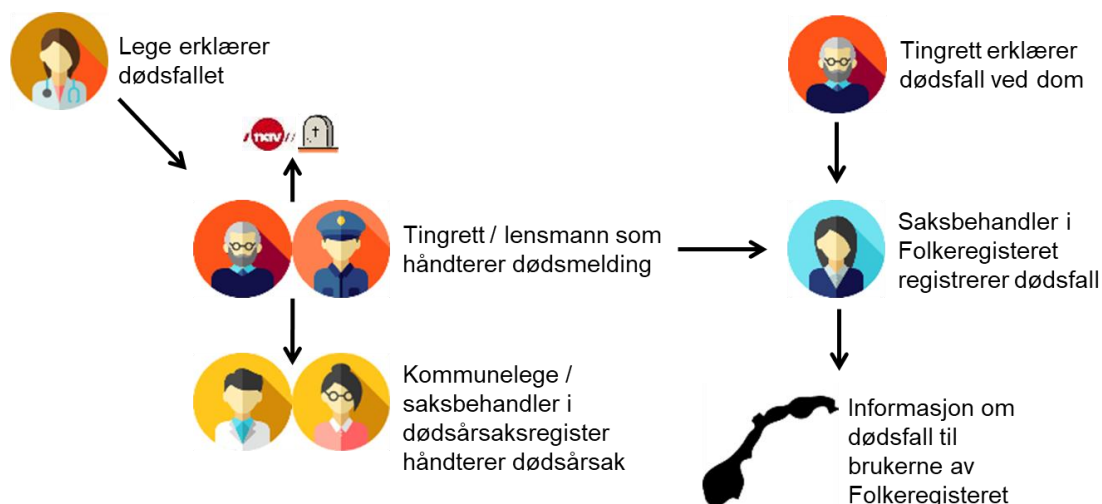 Lege erklærer
dødsfallet
Tingrett erklærer
dødsfall ved dom
nav
Tingrett / lensmann som
håndterer dødsmelding
Saksbehandler i
Folkeregisteret
registrerer dødsfall
Kommunelege /
saksbehandler i
dødsårsaksregister
håndterer dødsårsak
Informasjon om
dødsfall til
brukerne av
Folkeregisteret